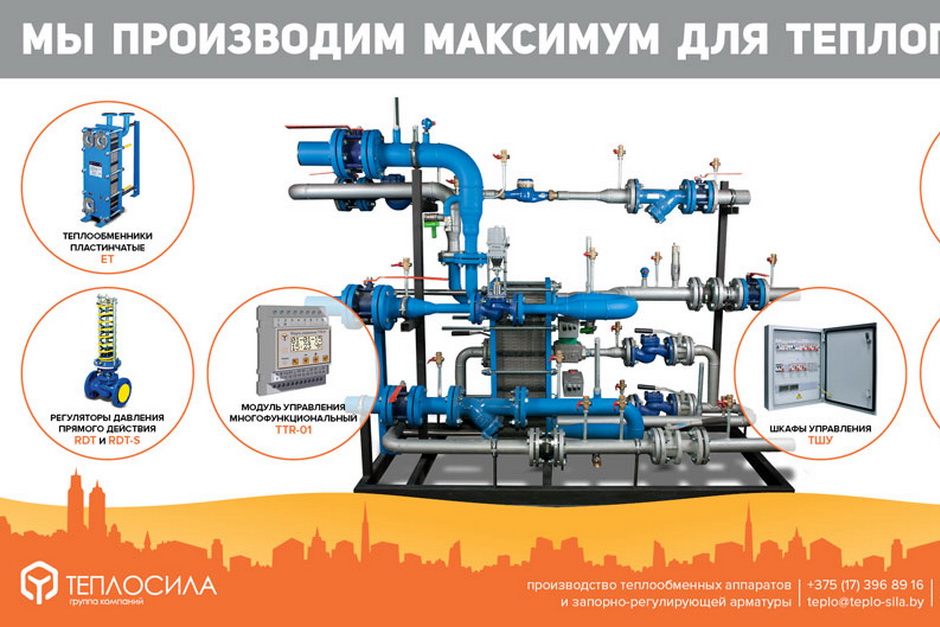 МЫ ПРОИЗВОДИМ МАКСИМУМ ДЛЯ ТЕПЛОП
ТЕПЛООБМЕННИКИ
ПЛАСТИНЧАТЫЕ
ЕТ
РЕГУЛЯТОРЫ ДАВЛЕНИЯ
ПРЯМОГО ДЕЙСТВИЯ
RDT и RDT-S
МОДУЛЬ УПРАВЛЕНИЯ
МНОГОФУНКЦИОНАЛЬНЫЙ
TTR-01
ШКАФЫ УПРАВЛЕНИЯ
ТШУ
ТЕПЛОСИЛА
группа компаний
производство теплообменных аппаратов
и запорно-регулирующей арматуры
+375 (17) 396 89 16
teplo@teplo-sila.by